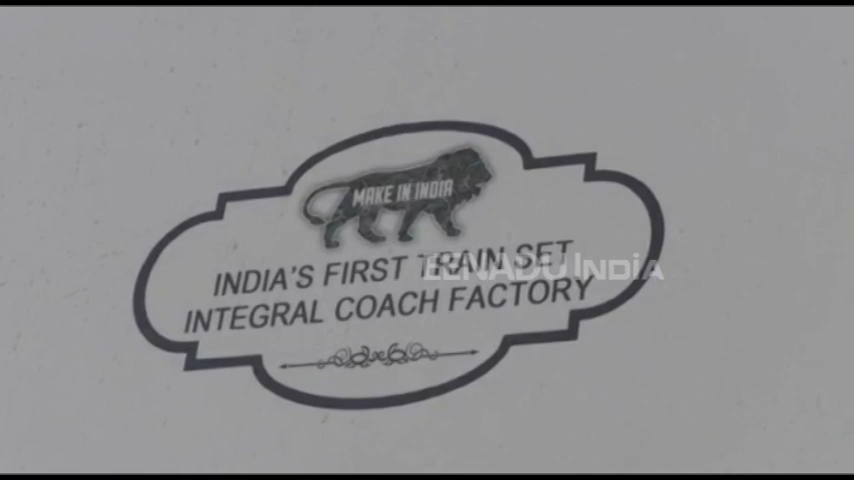 MAKE IN INDIA
INDIA'S FIRST TRAIN SET
INTEGRAL COACH FACTORY
EENADU INDIA